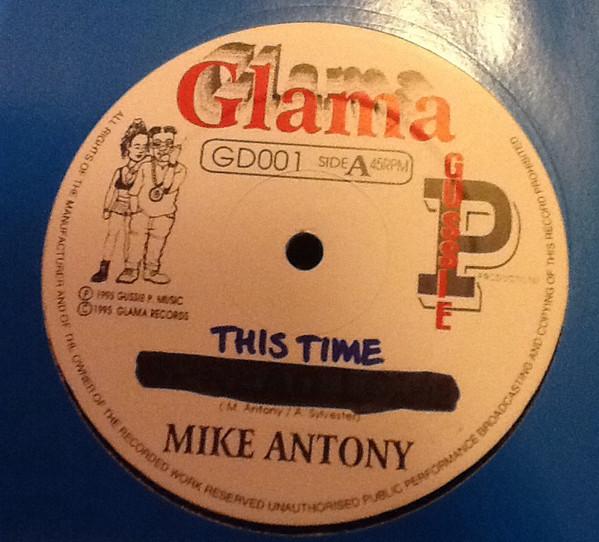 Glama
GD001 SIDE A 45RPM
GUSSIE
P
PRODUCTIONS
Ⓟ 1995 GUSSIE P. MUSIC
© 1995 GLAMA RECORDS
THIS TIME
( M. Antony / A. Sylvester)
MIKE ANTONY
ALL RIGHTS OF THE MANUFACTURER AND OF THE OWNER OF THE RECORDED WORK RESERVED UNAUTHORISED PUBLIC PERFORMANCE BROADCASTING AND COPYING OF THIS RECORD PROHIBITED